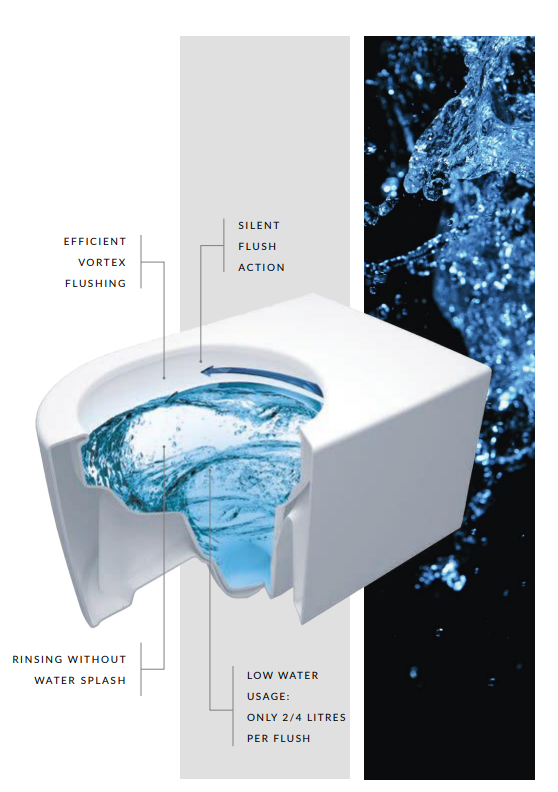 EFFICIENT
VORTEX
FLUSHING
SILENT
FLUSH
ACTION
RINSING WITHOUT
WATER SPLASH
LOW WATER
USAGE:
ONLY 2/4 LITRES
PER FLUSH